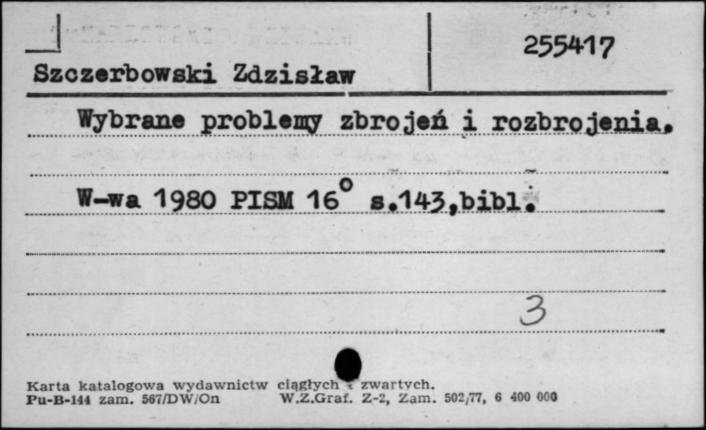 255417
Szczerbowski Zdzisław
Wybrane problemy zbrojeń i rozbrojenia.
W-wa 1980 PISM 16° s.143,bibl.
3
Karta katalogowa wydawnictw ciągłych i zwartych.
Pu-B-144 zam. 567/DW/On W.Z.Graf. Z-2, Zam. 502/77, 6 400 000